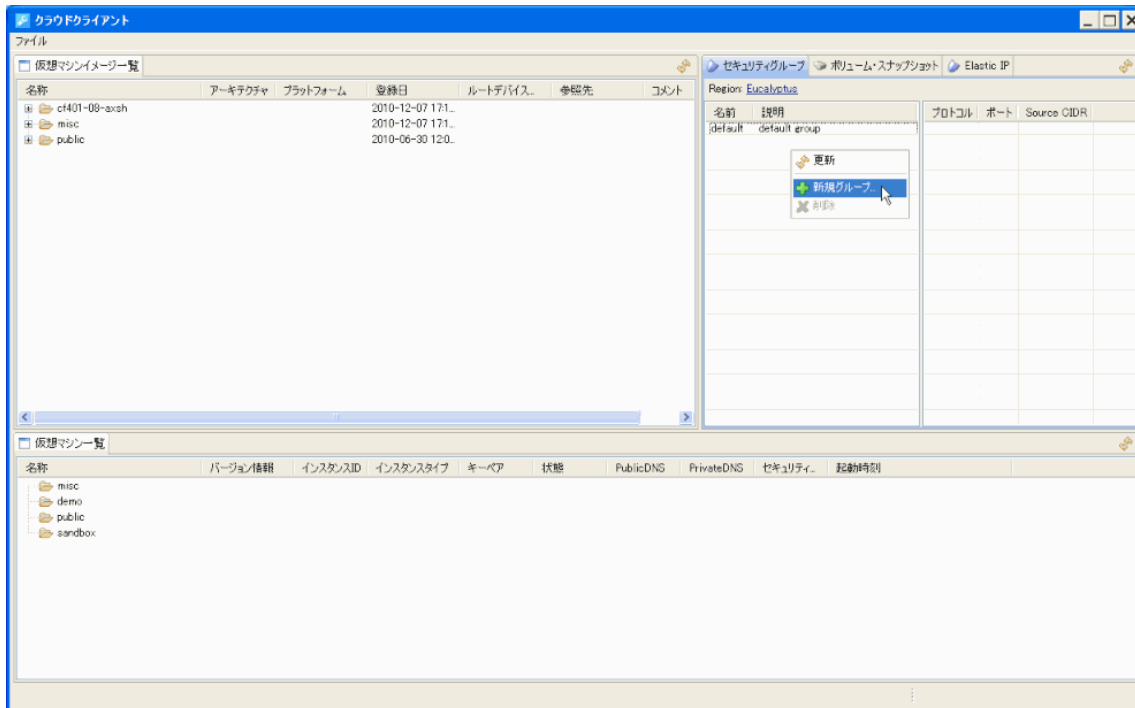 クラウドクライアント
ファイル
仮想マシンイメージ一覧
名称 アーキテクチャ プラットフォーム 登録日 ルートデバイス... 参照先 コメント
cf401-08-axsh 2010-12-07 17:1...
misc 2010-12-07 17:1...
public 2010-06-30 12:0...
セキュリティグループ ボリューム・スナップショット Elastic IP
Region: Eucalyptus
名前 説明 プロトコル ポート Source CIDR
default default group
更新
新規グループ...
削除
仮想マシン一覧
名称 バージョン情報 インスタンスID インスタンスタイプ キーペア 状態 PublicDNS PrivateDNS セキュリティ... 起動時刻
misc
demo
public
sandbox